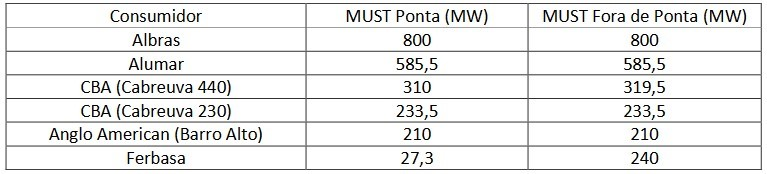 Consumidor MUST Ponta (MW) MUST Fora de Ponta (MW)
Albras 800 800
Alumar 585,5 585,5
CBA (Cabreuva 440) 310 319,5
CBA (Cabreuva 230) 233,5 233,5
Anglo American (Barro Alto) 210 210
Ferbasa 27,3 240